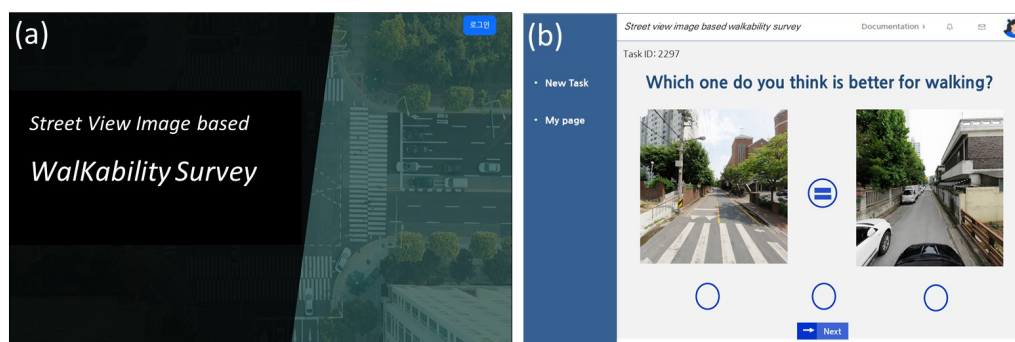 (a)
로그인
Street View Image based
WalKability Survey
(b)
Street view image based walkability survey
Documentation
Task ID: 2297
• New Task
• My page
Which one do you think is better for walking?
=
→ Next